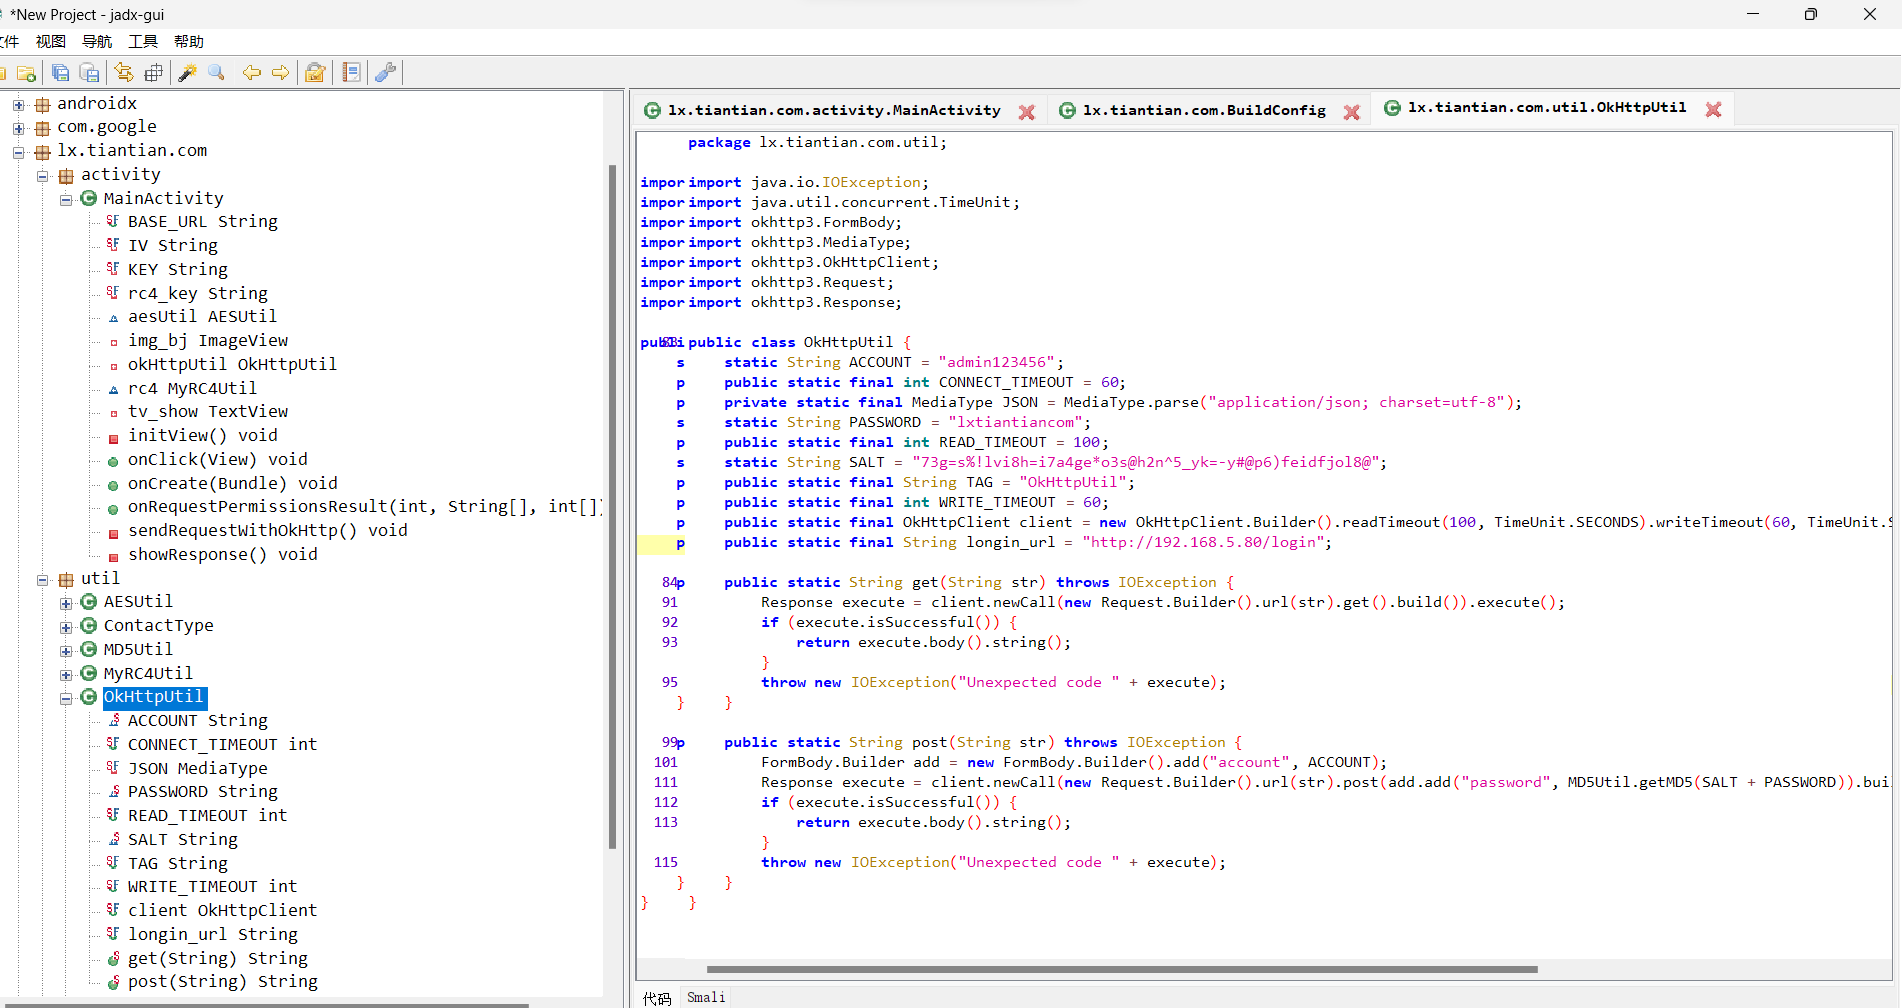 *New Project - jadx-gui
文件 视图 导航 工具 帮助
androidx
com.google
lx.tiantian.com
activity
MainActivity
BASE_URL String
IV String
KEY String
rc4_key String
aesUtil AESUtil
img_bj ImageView
okHttpUtil OkHttpUtil
rc4 MyRC4Util
tv_show TextView
initView() void
onClick(View) void
onCreate(Bundle) void
onRequestPermissionsResult(int, String[], int[])
sendRequestWithOkHttp() void
showResponse() void
util
AESUtil
ContactType
MD5Util
MyRC4Util
OkHttpUtil
ACCOUNT String
CONNECT_TIMEOUT int
JSON MediaType
PASSWORD String
READ_TIMEOUT int
SALT String
TAG String
WRITE_TIMEOUT int
client OkHttpClient
longin_url String
get(String) String
post(String) String
lx.tiantian.com.activity.MainActivity lx.tiantian.com.BuildConfig lx.tiantian.com.util.OkHttpUtil
package lx.tiantian.com.util;
impor import java.io.IOException;
impor import java.util.concurrent.TimeUnit;
impor import okhttp3.FormBody;
impor import okhttp3.MediaType;
impor import okhttp3.OkHttpClient;
impor import okhttp3.Request;
impor import okhttp3.Response;
publi public class OkHttpUtil {
s static String ACCOUNT = "admin123456";
p public static final int CONNECT_TIMEOUT = 60;
p private static final MediaType JSON = MediaType.parse("application/json; charset=utf-8");
s static String PASSWORD = "lxtiantiancom";
p public static final int READ_TIMEOUT = 100;
s static String SALT = "73g=s%!lvi8h=i7a4ge*o3s@h2n^5_yk=-y#@p6)feidfjol8@";
p public static final String TAG = "OkHttpUtil";
p public static final int WRITE_TIMEOUT = 60;
p public static final OkHttpClient client = new OkHttpClient.Builder().readTimeout(100, TimeUnit.SECONDS).writeTimeout(60, TimeUnit.S
p public static final String longin_url = "http://192.168.5.80/login";
84 p public static String get(String str) throws IOException {
91 Response execute = client.newCall(new Request.Builder().url(str).get().build()).execute();
92 if (execute.isSuccessful()) {
93 return execute.body().string();
}
95 throw new IOException("Unexpected code " + execute);
} }
99 p public static String post(String str) throws IOException {
101 FormBody.Builder add = new FormBody.Builder().add("account", ACCOUNT);
111 Response execute = client.newCall(new Request.Builder().url(str).post(add.add("password", MD5Util.getMD5(SALT + PASSWORD)).bui
112 if (execute.isSuccessful()) {
113 return execute.body().string();
}
115 throw new IOException("Unexpected code " + execute);
} }
} }
代码 Smali